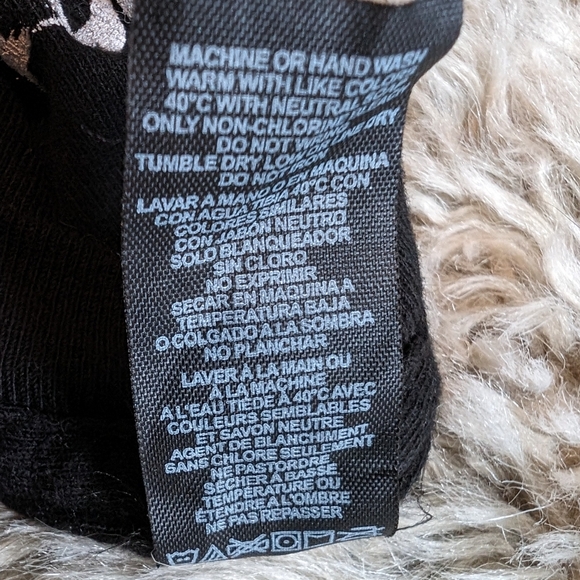 MACHINE OR HAND WASH
WARM WITH LIKE COLORS
40°C WITH NEUTRAL
ONLY NON-CHLORINE
DO NOT
TUMBLE DRY LOW DRY
DO NOT
LAVAR A MANO EN MAQUINA
CON AGUA 40°C CON
COLORES SIMILARES
CON JABON NEUTRO
SOLO BLANQUEADOR
SIN CLORO
NO EXPRIMIR
SECAR EN MAQUINA A
TEMPERATURA BAJA
O COLGADO A LA SOMBRA
NO PLANCHAR
LAVER À LA MAIN OU
À LA MACHINE
À L'EAU TIÈDE À 40°C AVEC
COULEURS SEMBLABLES
ET SAVON NEUTRE
AGENT DE BLANCHIMENT
SANS CHLORE SEULEMENT
NE PAS TORDRE
SÉCHER À BASSE
TEMPÉRATURE OU
ÉTENDRE À L'OMBRE
NE PAS REPASSER